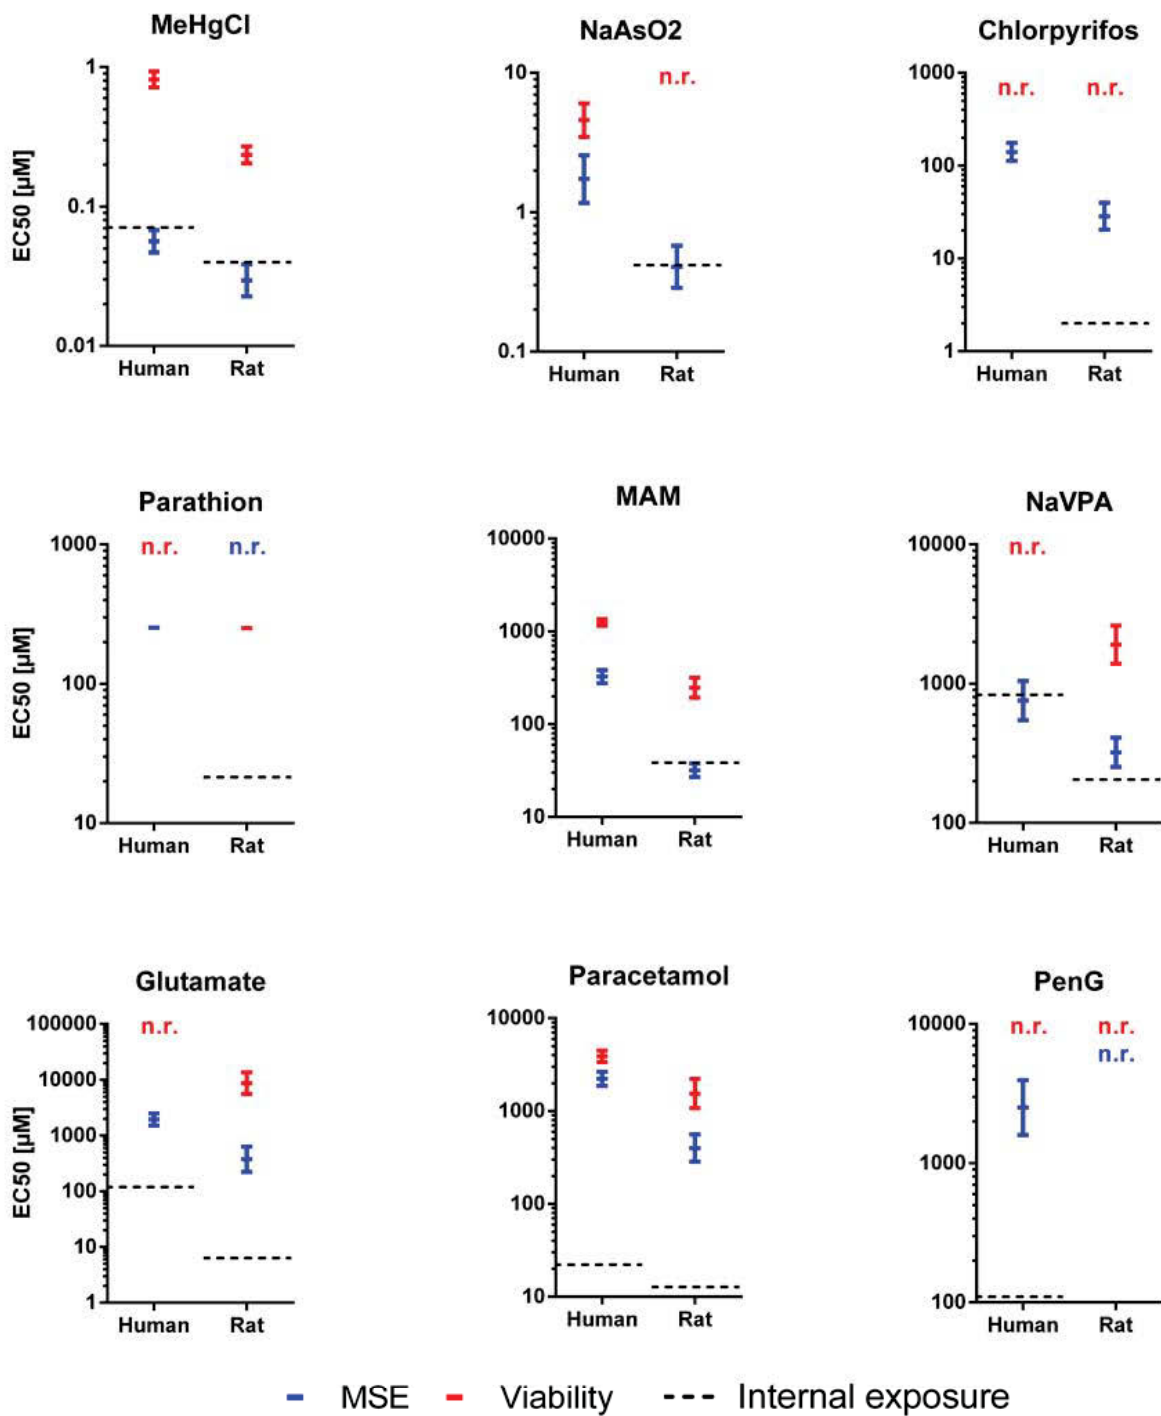 MeHgCl
NaAsO2
Chlorpyrifos
EC50 [µM]
1
0.1
0.01
Human
Rat
10
1
0.1
n.r.
Human
Rat
1000
100
10
1
n.r.
n.r.
Human
Rat
Parathion
MAM
NaVPA
EC50 [µM]
1000
100
10
n.r.
n.r.
Human
Rat
10000
1000
100
10
Human
Rat
10000
1000
100
n.r.
Human
Rat
Glutamate
Paracetamol
PenG
EC50 [µM]
100000
10000
1000
100
10
1
n.r.
Human
Rat
10000
1000
100
10
Human
Rat
10000
1000
100
n.r.
n.r.
n.r.
Human
Rat
MSE
Viability
Internal exposure